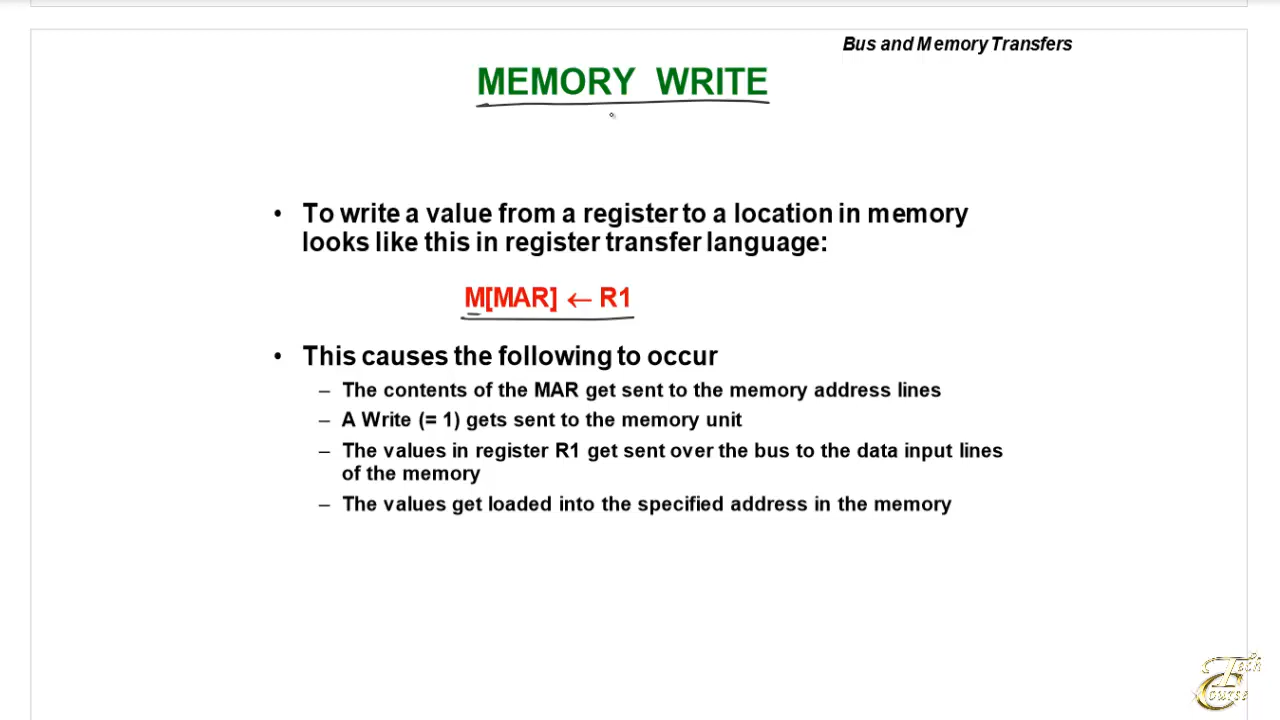 Bus and Memory Transfers
MEMORY WRITE
• To write a value from a register to a location in memory
looks like this in register transfer language:
M[MAR] ← R1
• This causes the following to occur
– The contents of the MAR get sent to the memory address lines
– A Write (= 1) gets sent to the memory unit
– The values in register R1 get sent over the bus to the data input lines
of the memory
– The values get loaded into the specified address in the memory
Tech
Course